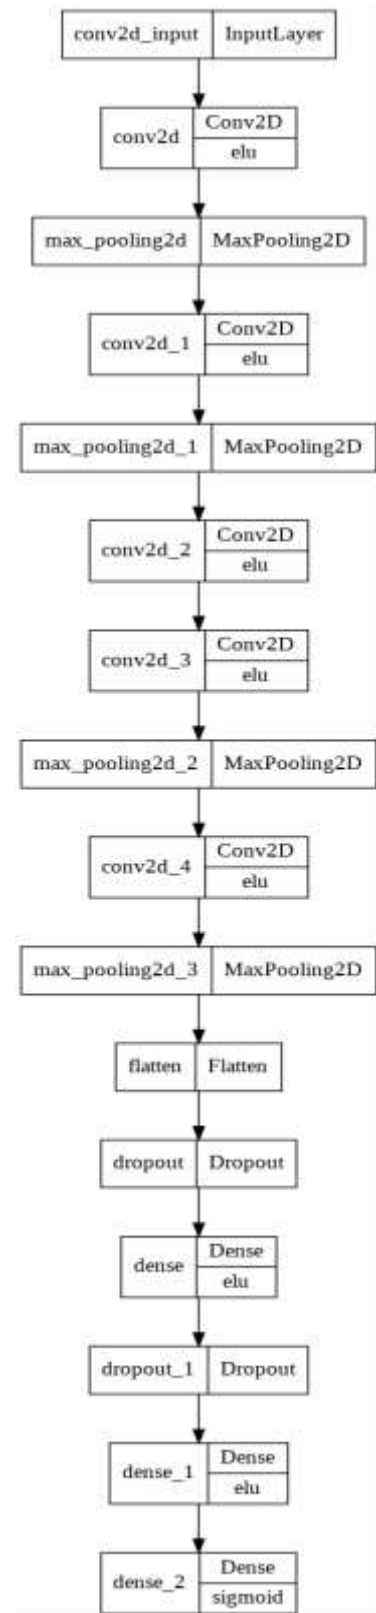 conv2d_input InputLayer
conv2d Conv2D
elu
max_pooling2d MaxPooling2D
conv2d_1 Conv2D
elu
max_pooling2d_1 MaxPooling2D
conv2d_2 Conv2D
elu
conv2d_3 Conv2D
elu
max_pooling2d_2 MaxPooling2D
conv2d_4 Conv2D
elu
max_pooling2d_3 MaxPooling2D
flatten Flatten
dropout Dropout
dense Dense
elu
dropout_1 Dropout
dense_1 Dense
elu
dense_2 Dense
sigmoid